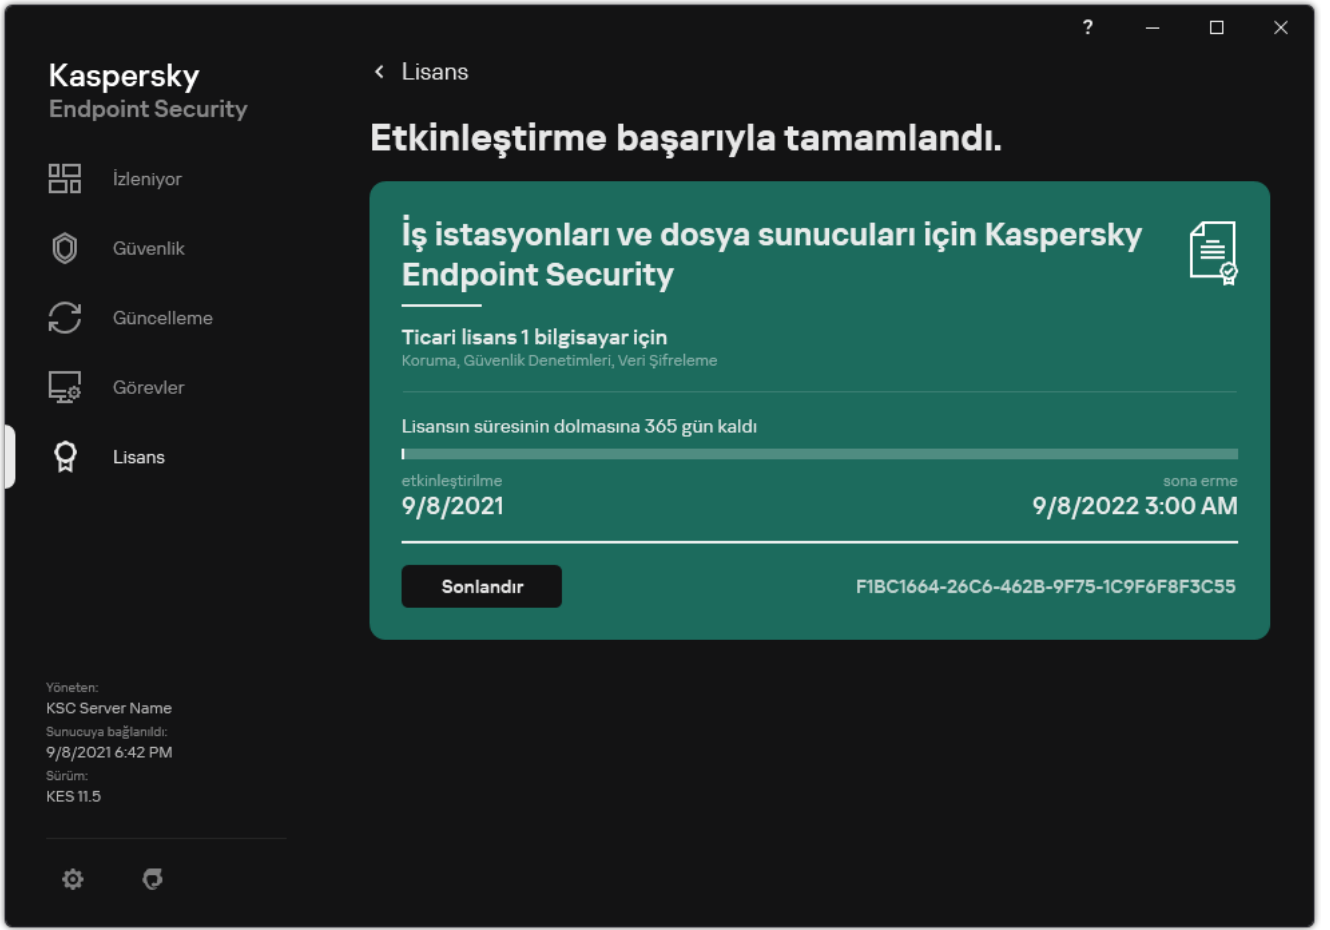 ?
Kaspersky
Endpoint Security
İzleniyor
Güvenlik
Güncelleme
Görevler
Lisans
Yöneten:
KSC Server Name
Sunucuya bağlanıldı:
9/8/2021 6:42 PM
Sürüm:
KES 11.5
Lisans
Etkinleştirme başarıyla tamamlandı.
İş istasyonları ve dosya sunucuları için Kaspersky
Endpoint Security
Ticari lisans 1 bilgisayar için
Koruma, Güvenlik Denetimleri, Veri Şifreleme
Lisansın süresinin dolmasına 365 gün kaldı
etkinleştirilme
9/8/2021
sona erme
9/8/2022 3:00 AM
Sonlandır
F1BC1664-26C6-462B-9F75-1C9F6F8F3C55